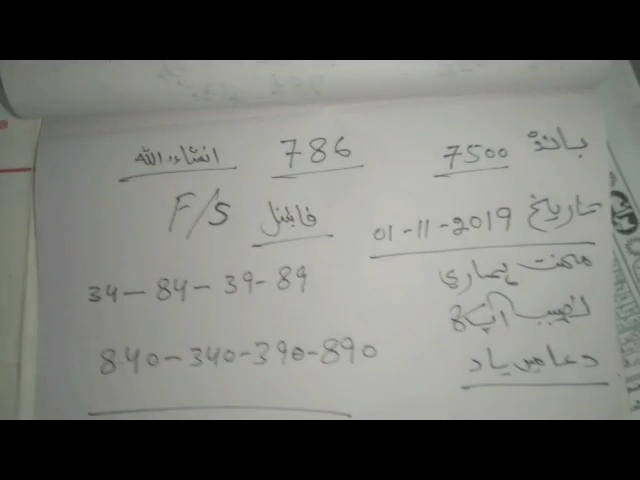 بانڈ 7500 786 انشاءاللہ
تاریخ 01-11-2019 فائینل F/S
محنت ہماری
34-84-39-89
نصیب آپکا
840-340-390-890
دعا میں یاد